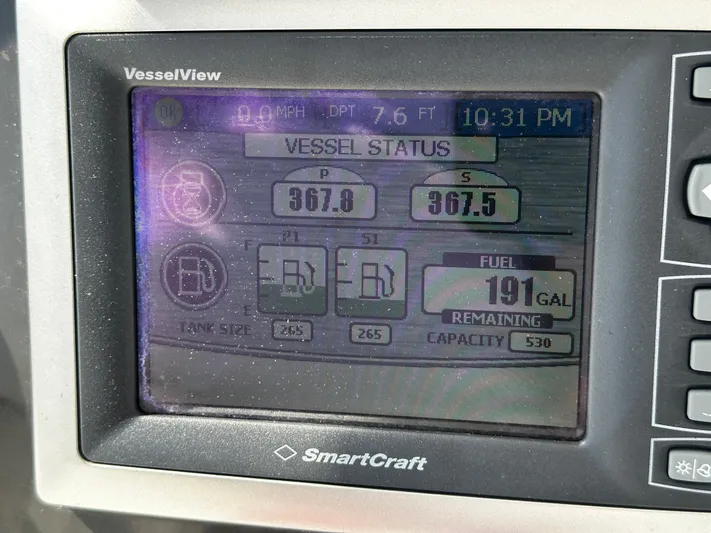 VesselView
OK 0.0 MPH DPT 7.6 FT 10:31 PM
VESSEL STATUS
P S
367.8 367.5
F P1 S1 FUEL
191 GAL
E REMAINING
TANK SIZE 265 265 CAPACITY 530
SmartCraft